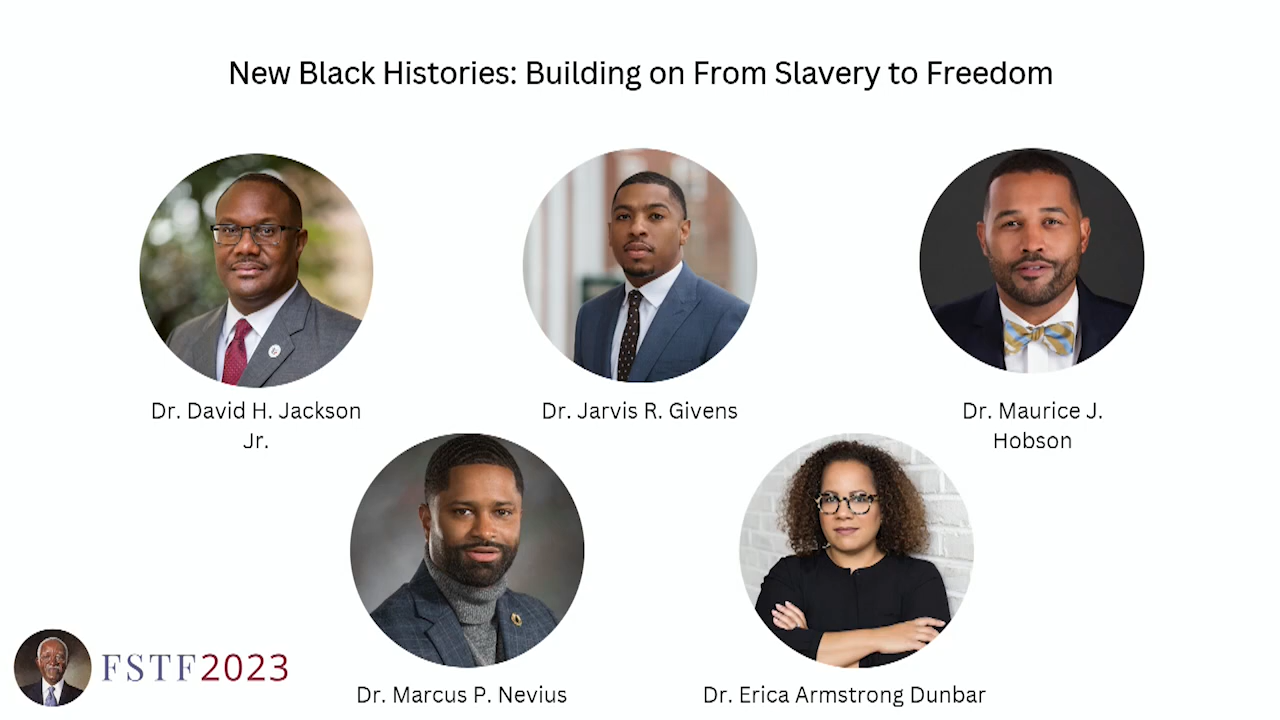 New Black Histories: Building on From Slavery to Freedom
Dr. David H. Jackson
Jr.
Dr. Jarvis R. Givens
Dr. Maurice J.
Hobson
Dr. Marcus P. Nevius
Dr. Erica Armstrong Dunbar
FSTF2023